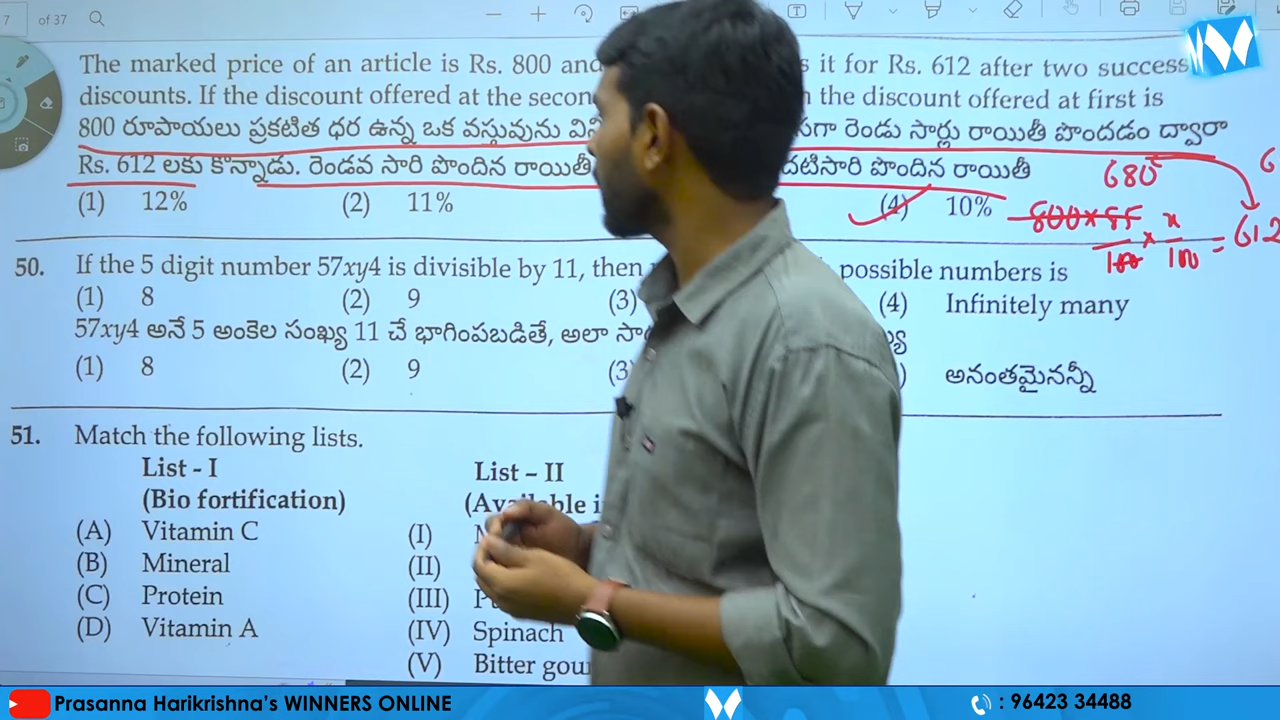 7 of 37
The marked price of an article is Rs. 800 and it for Rs. 612 after two success
discounts. If the discount offered at the secon the discount offered at first is
800 రూపాయలు ప్రకటిత ధర ఉన్న ఒక వస్తువును రెండు సార్లు రాయితీ పొందడం ద్వారా
Rs. 612 లకు కొన్నాడు. రెండవ సారి పొందిన రాయితీ దటిసారి పొందిన రాయితీ
(1) 12% (2) 11% (4) 10%
680
800×85
100 × x
100 = 612
50. If the 5 digit number 57xy4 is divisible by 11, then possible numbers is
(1) 8 (2) 9 (3) (4) Infinitely many
57xy4 అనే 5 అంకెల సంఖ్య 11 చే భాగింపబడితే, అలా
(1) 8 (2) 9 (3) ) అనంతమైనన్నీ
51. Match the following lists.
List - I List – II
(Bio fortification) (Available i
(A) Vitamin C (I)
(B) Mineral (II)
(C) Protein (III)
(D) Vitamin A (IV) Spinach
(V) Bitter gou
Prasanna Harikrishna's WINNERS ONLINE : 96423 34488